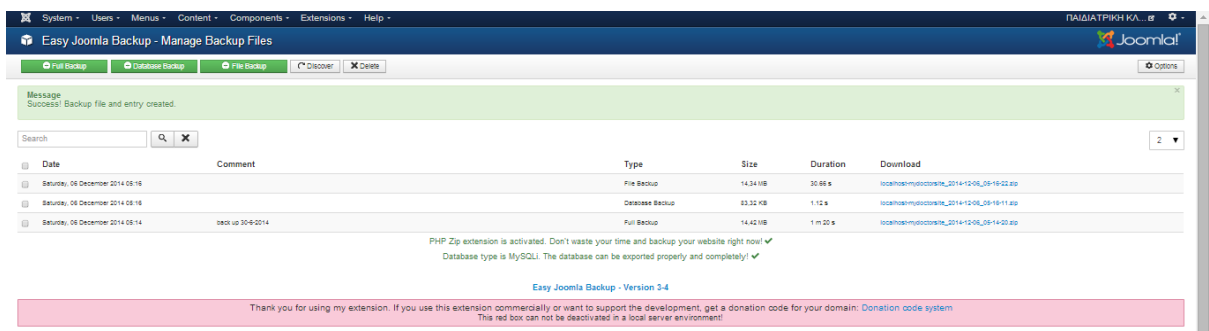 System Users Menus Content Components Extensions Help ΠΑΙΔΙΑΤΡΙΚΗ ΚΛ...
Easy Joomla Backup - Manage Backup Files Joomla!
Full Backup Database Backup File Backup Discover Delete Options
Message
Success! Backup file and entry created.
Search 2
Date Comment Type Size Duration Download
Saturday, 06 December 2014 05:16 File Backup 14,34 MB 30.66 s localhost-mydoctorsite_2014-12-06_05-16-22.zip
Saturday, 06 December 2014 05:16 Database Backup 83,32 KB 1.12 s localhost-mydoctorsite_2014-12-06_05-16-11.zip
Saturday, 06 December 2014 05:14 back up 30-6-2014 Full Backup 14,42 MB 1 m 20 s localhost-mydoctorsite_2014-12-06_05-14-20.zip
PHP Zip extension is activated. Don't waste your time and backup your website right now!
Database type is MySQLi. The database can be exported properly and completely!
Easy Joomla Backup - Version 3-4
Thank you for using my extension. If you use this extension commercially or want to support the development, get a donation code for your domain: Donation code system
This red box can not be deactivated in a local server environment!